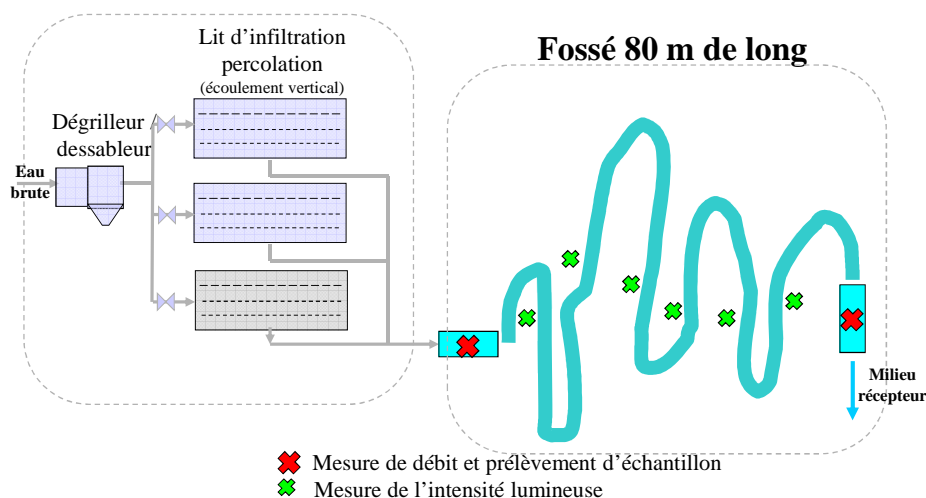 Lit d'infiltration
percolation
(écoulement vertical)
Fossé 80 m de long
Dégrilleur
dessableur
Eau
brute
Milieu
récepteur
Mesure de débit et prélèvement d'échantillon
Mesure de l'intensité lumineuse